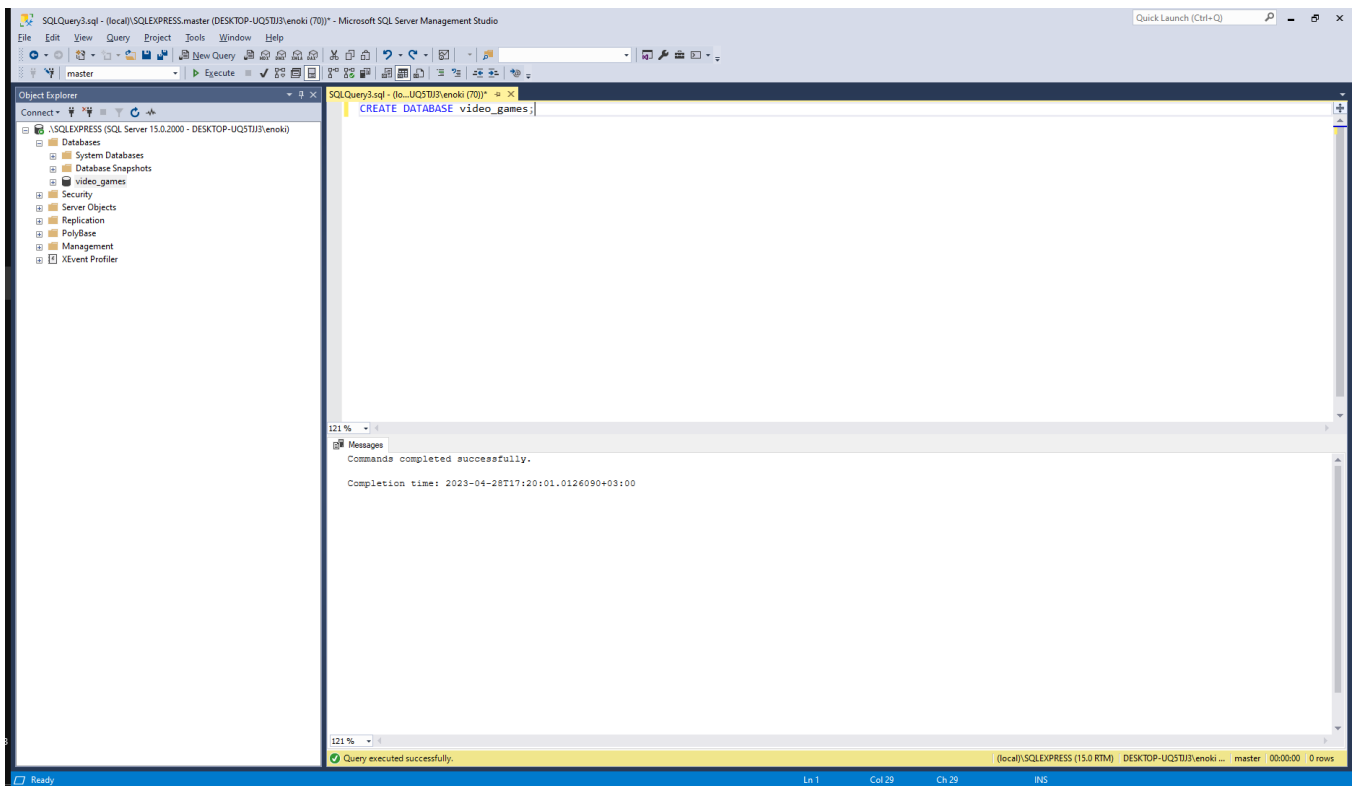 SQLQuery3.sql - (local)\SQLEXPRESS.master (DESKTOP-UQ5TJJ3\enoki (70))* - Microsoft SQL Server Management Studio
Quick Launch (Ctrl+Q)
File Edit View Query Project Tools Window Help
New Query
master Execute
Object Explorer
Connect
.\SQLEXPRESS (SQL Server 15.0.2000 - DESKTOP-UQ5TJJ3\enoki)
Databases
System Databases
Database Snapshots
video_games
Security
Server Objects
Replication
PolyBase
Management
XEvent Profiler
SQLQuery3.sql - (lo...UQ5TJJ3\enoki (70))*
CREATE DATABASE video_games;
121 %
Messages
Commands completed successfully.
Completion time: 2023-04-28T17:20:01.0126090+03:00
121 %
Query executed successfully.
(local)\SQLEXPRESS (15.0 RTM) DESKTOP-UQ5TJJ3\enoki ... master 00:00:00 0 rows
Ready Ln 1 Col 29 Ch 29 INS